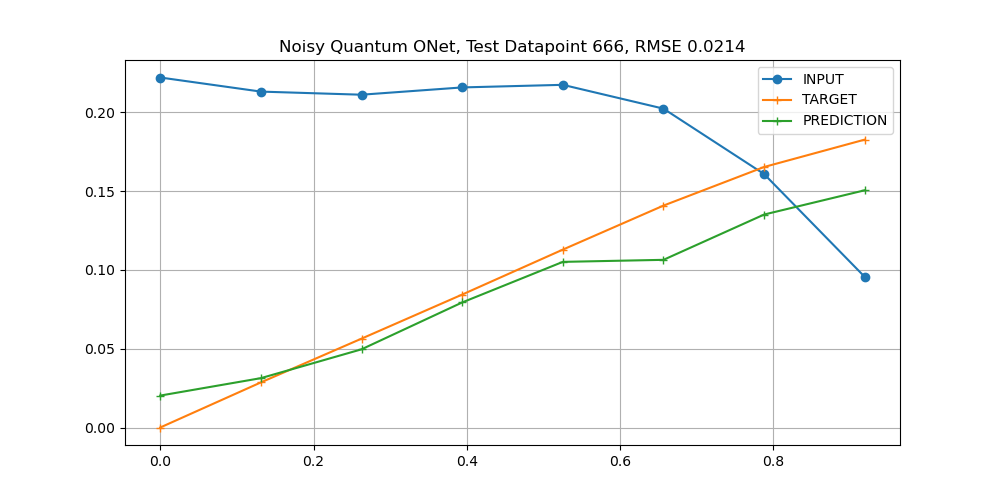 Noisy Quantum ONet, Test Datapoint 666, RMSE 0.0214
INPUT
TARGET
PREDICTION
0.20
0.15
0.10
0.05
0.00
0.0 0.2 0.4 0.6 0.8